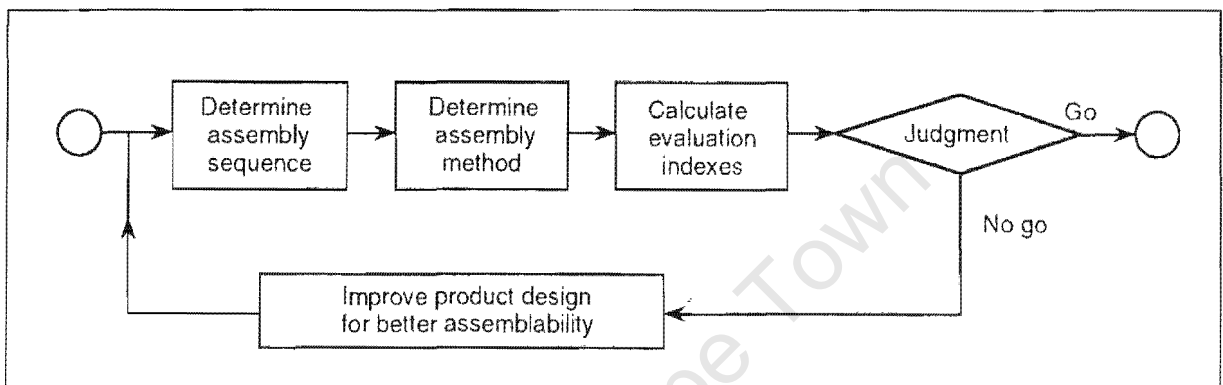 Determine
assembly
sequence
Determine
assembly
method
Calculate
evaluation
indexes
Judgment
Go
No go
Improve product design
for better assemblability
Town